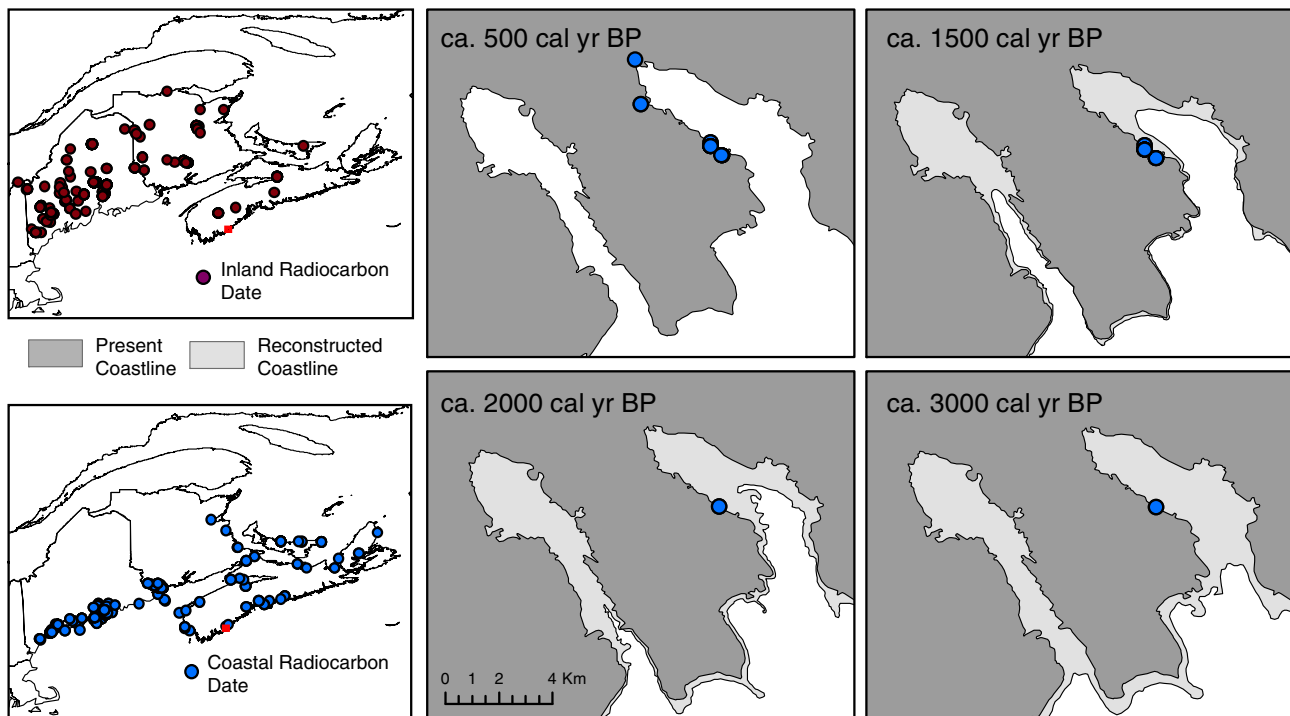 ca. 500 cal yr BP
ca. 1500 cal yr BP
Inland Radiocarbon
Date
Present
Coastline
Reconstructed
Coastline
ca. 2000 cal yr BP
ca. 3000 cal yr BP
Coastal Radiocarbon
Date
0 1 2 4 Km